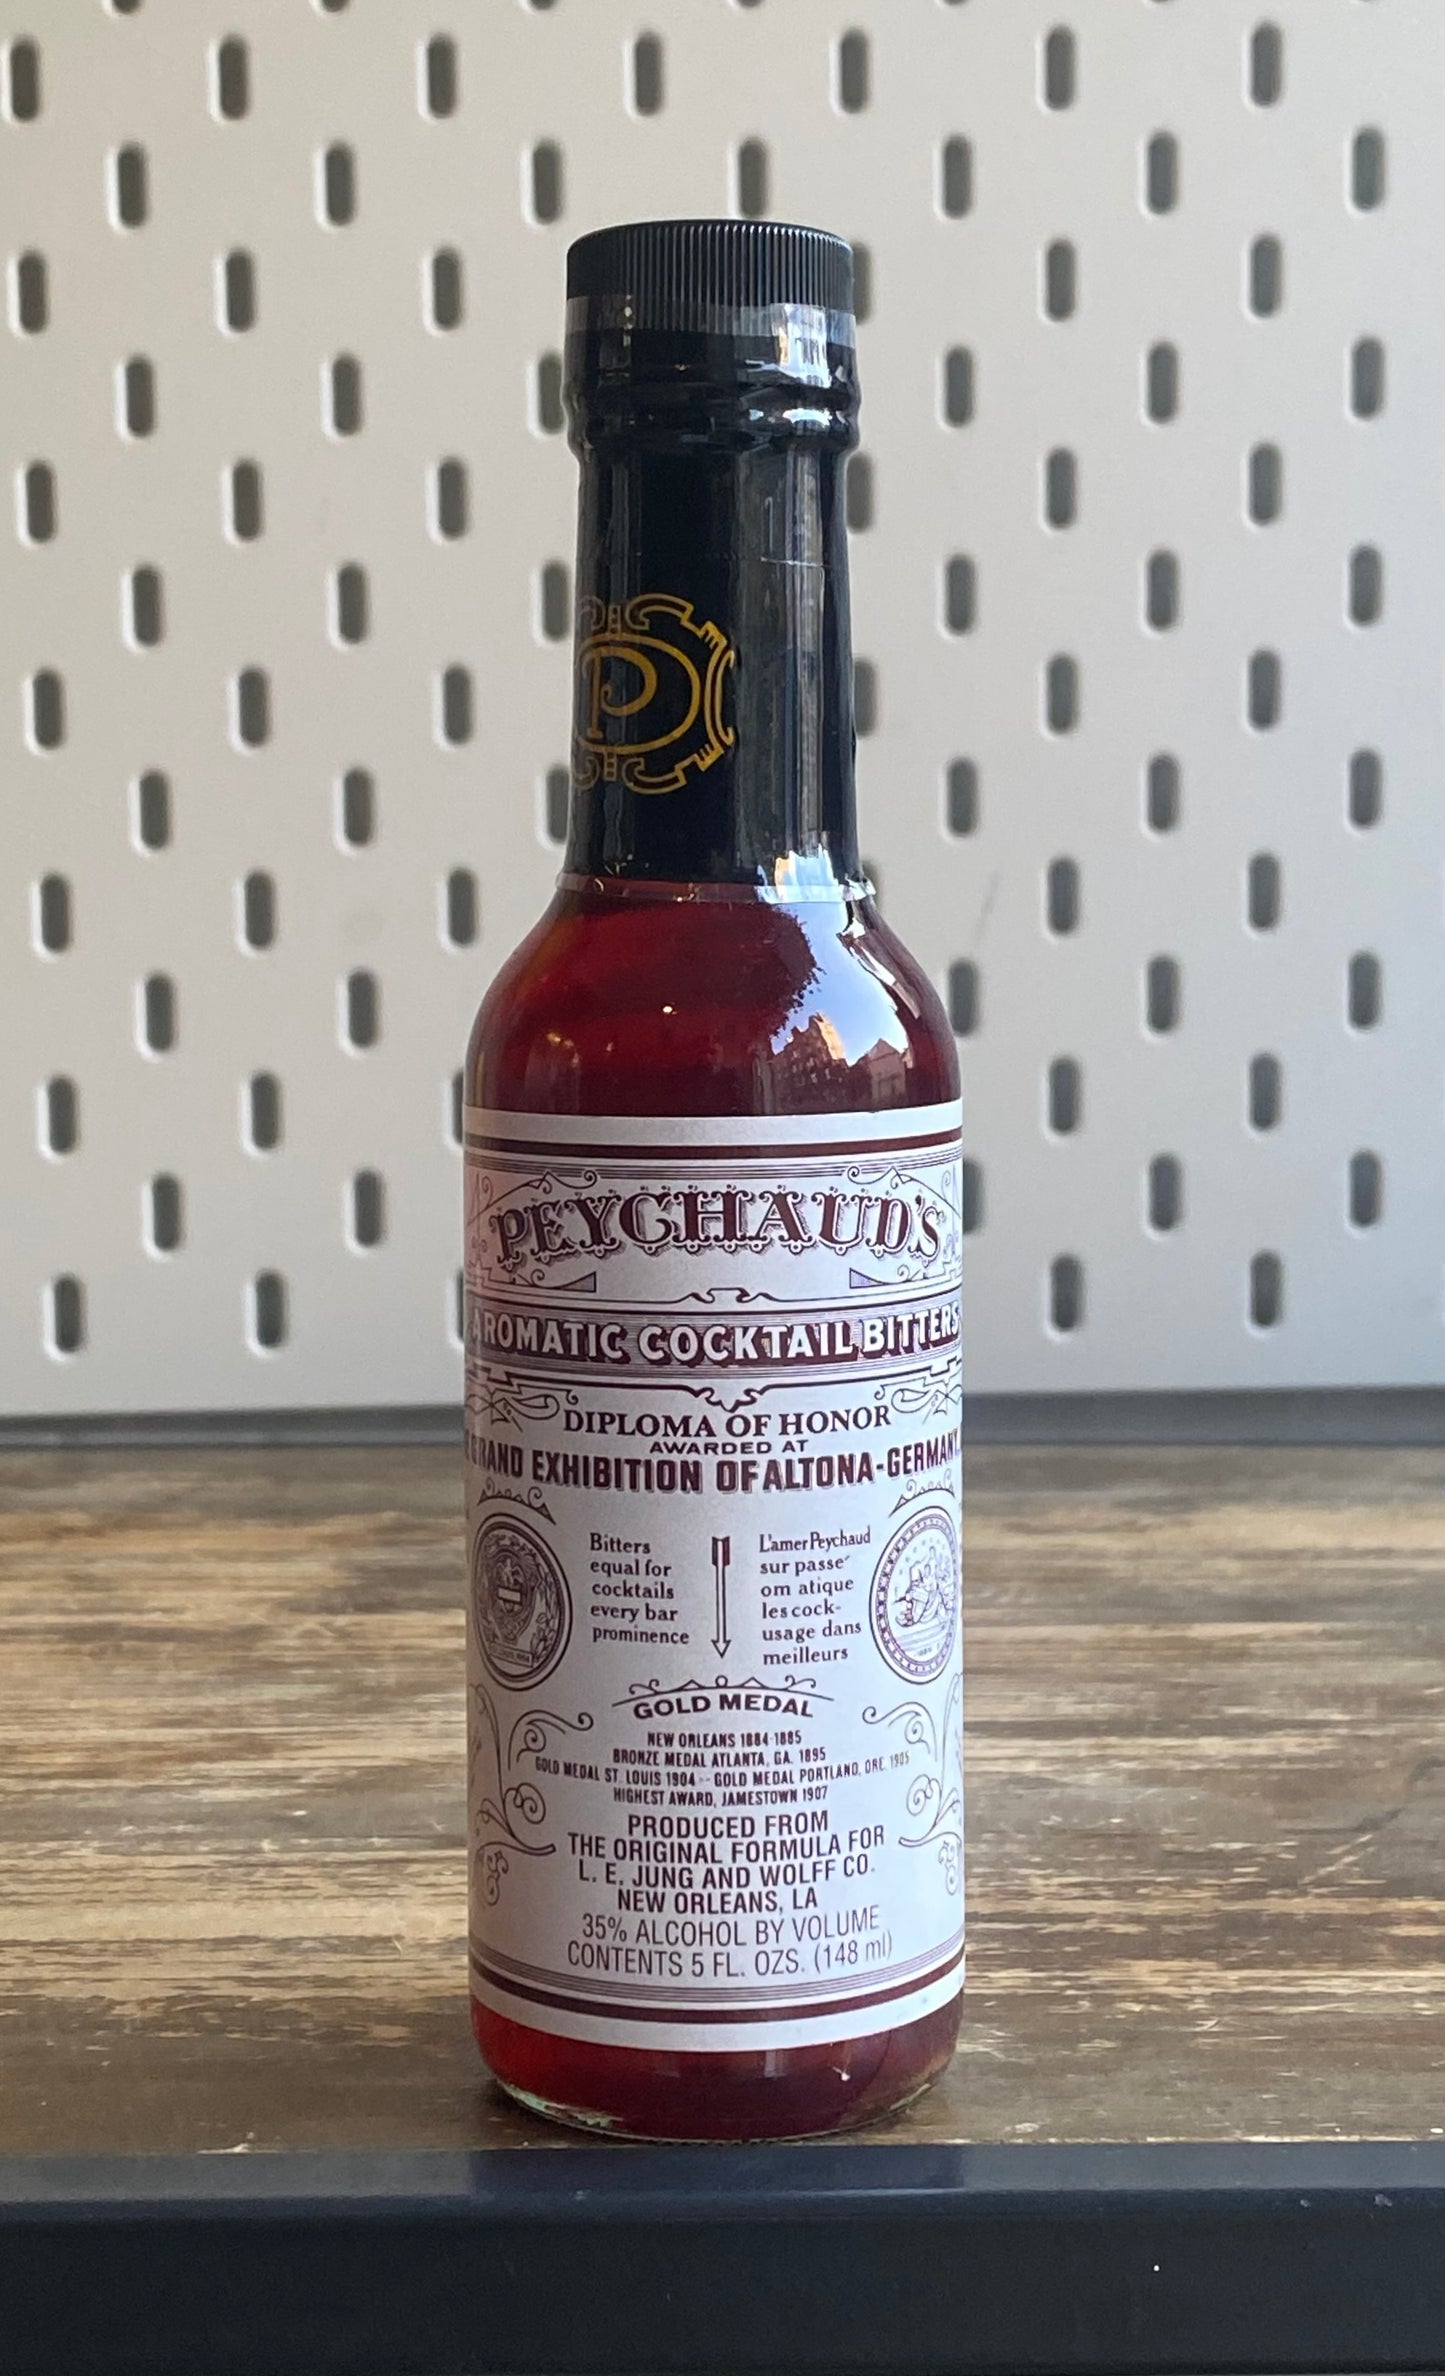 P
PEYCHAUD'S
AROMATIC COCKTAIL BITTERS
DIPLOMA OF HONOR
AWARDED AT
GRAND EXHIBITION OF ALTONA-GERMANY
Bitters
equal for
cocktails
every bar
prominence
L'amer Peychaud
sur passe´
om atique
les cock-
usage dans
meilleurs
GOLD MEDAL
NEW ORLEANS 1884-1885
BRONZE MEDAL ATLANTA, GA. 1895
GOLD MEDAL ST. LOUIS 1904 -- GOLD MEDAL PORTLAND, ORE. 1905
HIGHEST AWARD, JAMESTOWN 1907
PRODUCED FROM
THE ORIGINAL FORMULA FOR
L. E. JUNG AND WOLFF CO.
NEW ORLEANS, LA
35% ALCOHOL BY VOLUME
CONTENTS 5 FL. OZS. (148 ml)